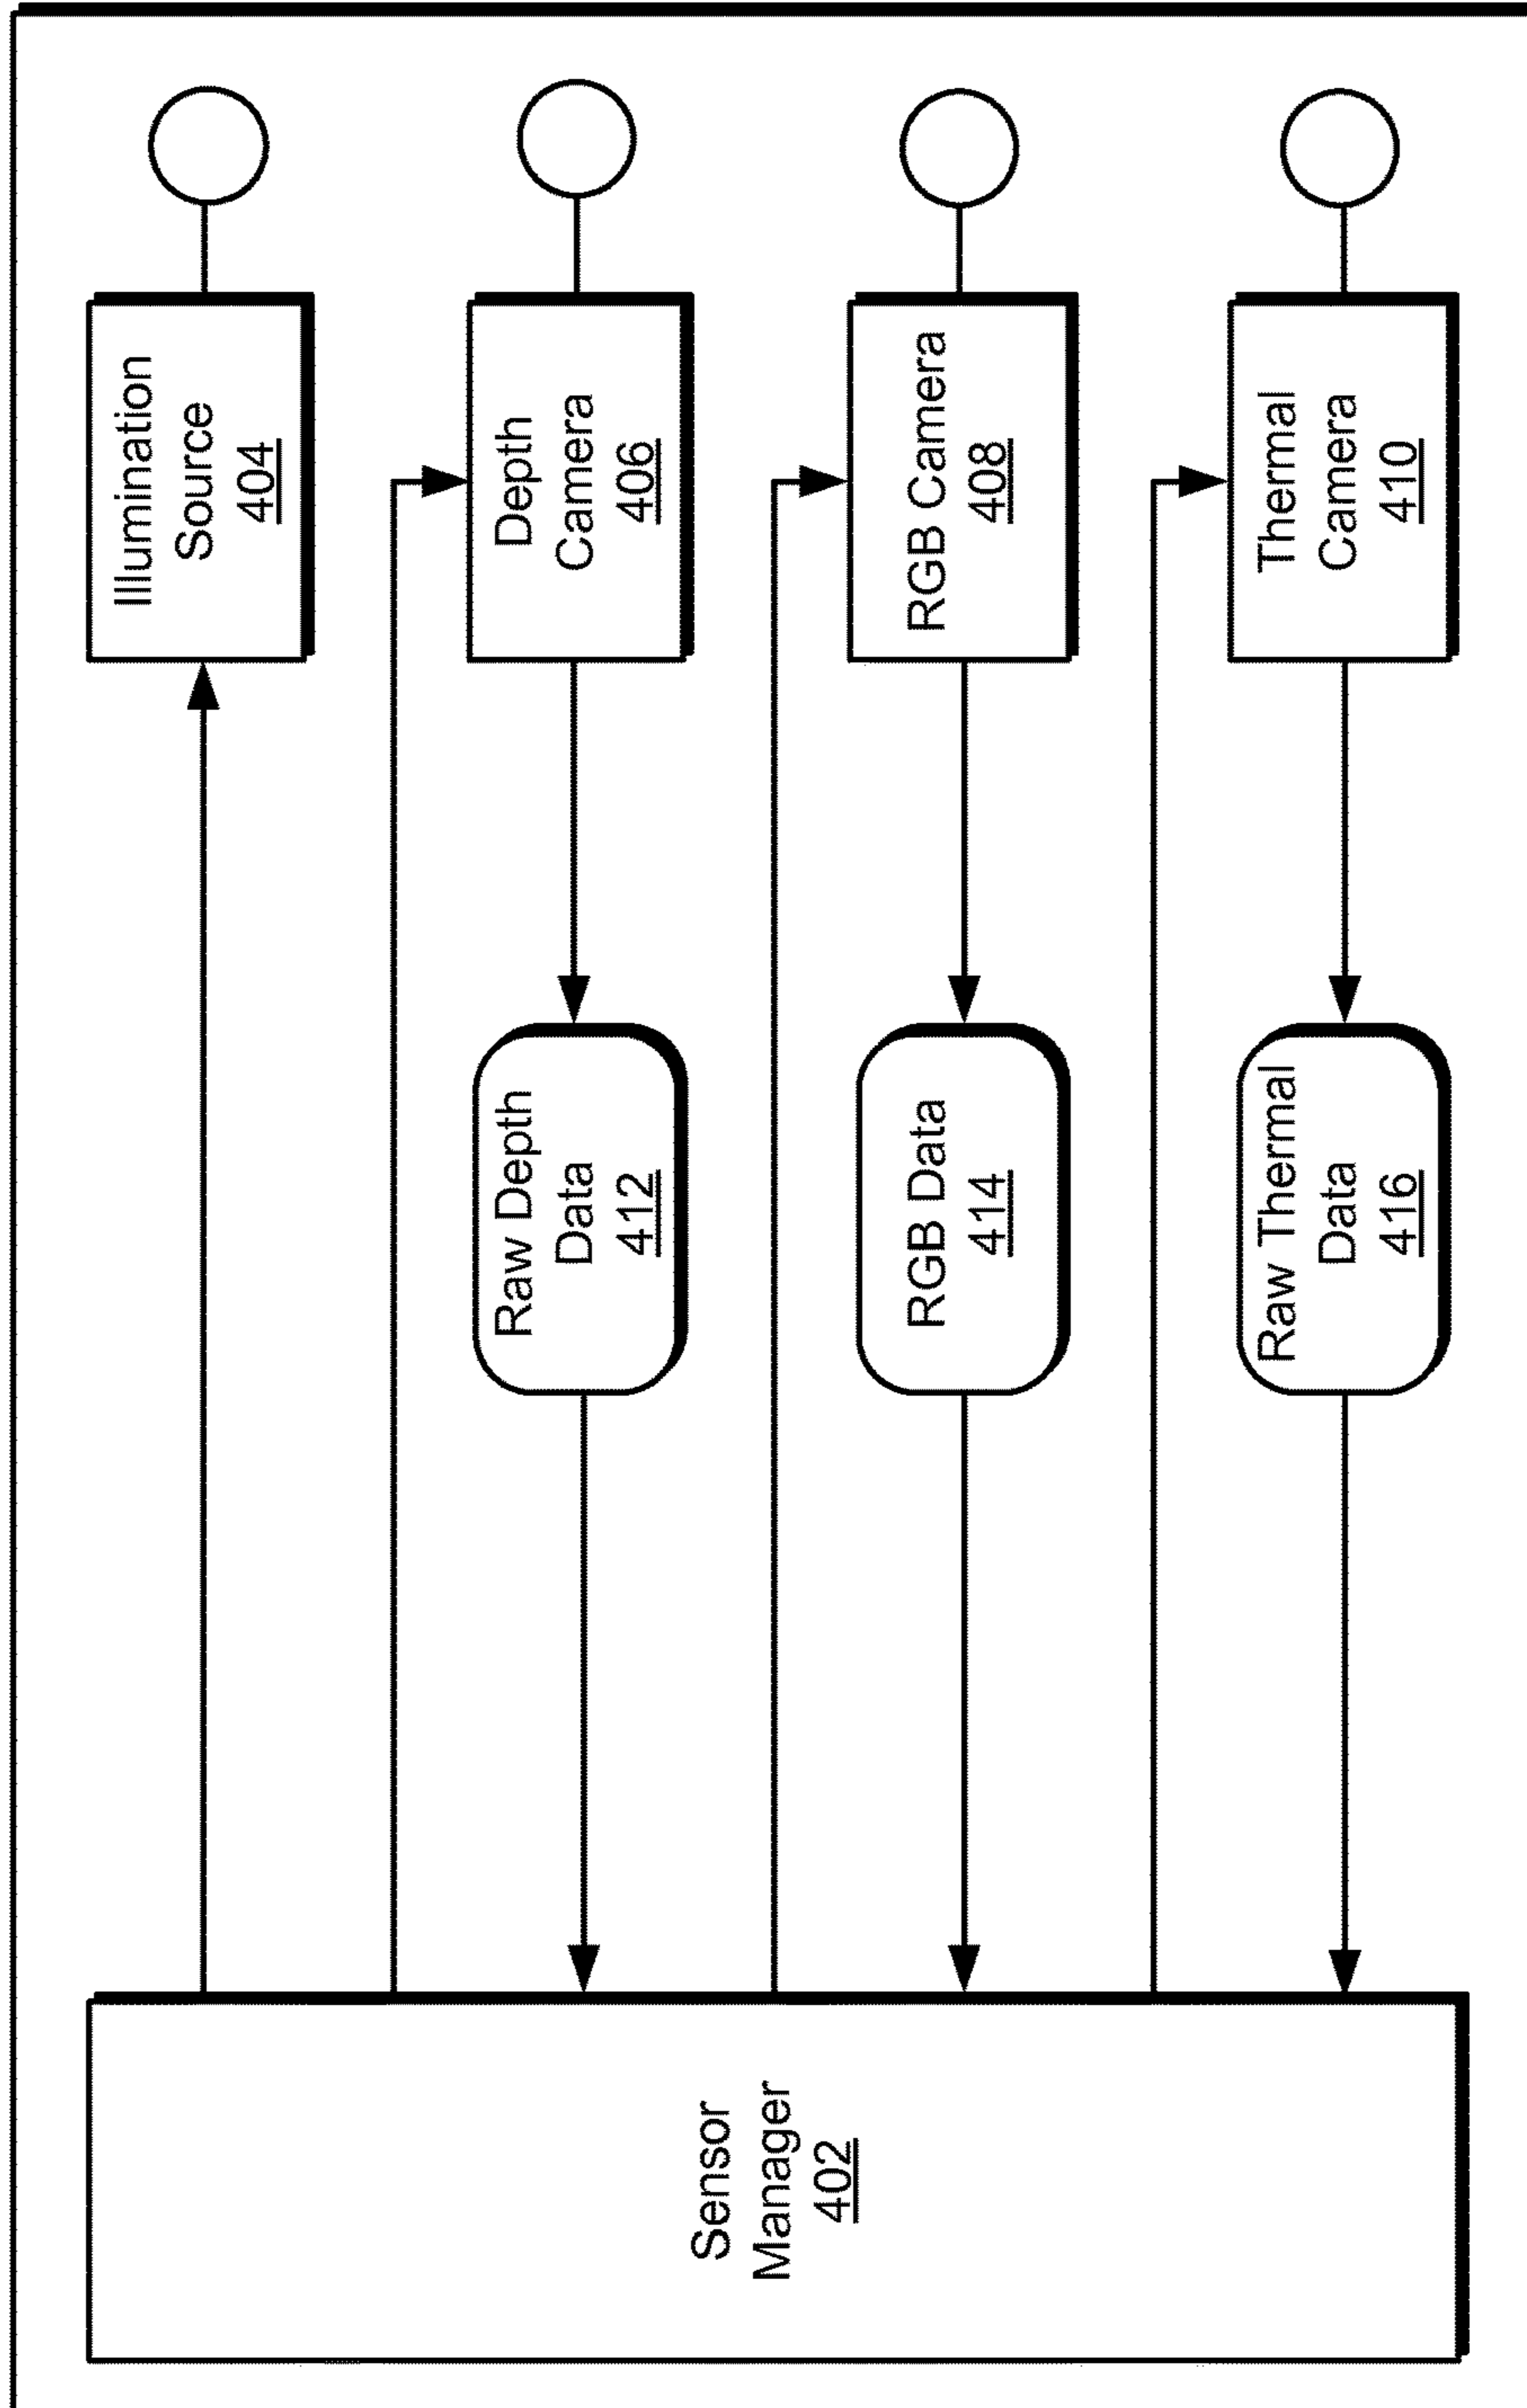 Sensor
Manager
402
Illumination
Source
404
Raw Depth
Data
412
Depth
Camera
406
RGB Data
414
RGB Camera
408
Raw Thermal
Data
416
Thermal
Camera
410